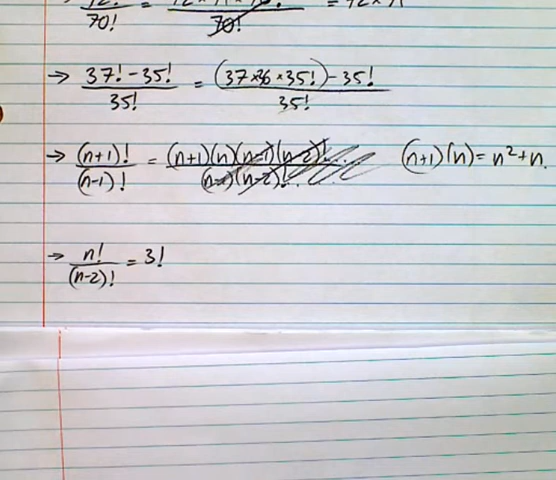 70! 70!
→ 37! - 35! / 35! = (37×36×35!) - 35! / 35!
→ (n+1)! / (n-1)! = (n+1)(n)(n-1)(n-2)!... / (n-1)(n-2)!... (n+1)(n) = n² + n.
→ n! / (n-2)! = 3!